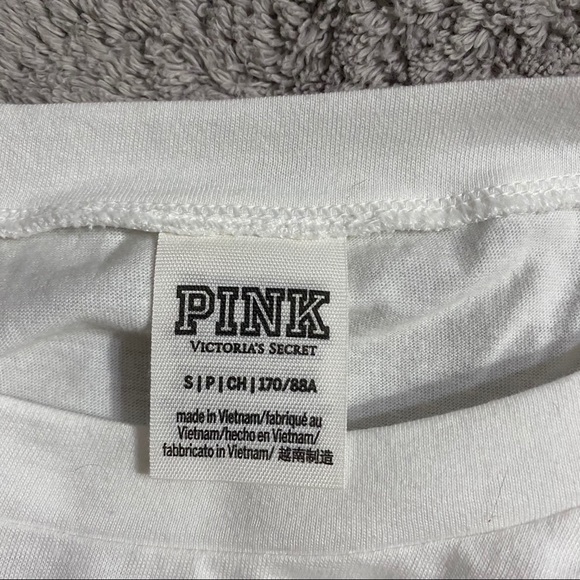 PINK
VICTORIA'S SECRET
S|P|CH|170/88A
made in Vietnam/fabriqué au
Vietnam/hecho en Vietnam/
fabbricato in Vietnam/越南制造